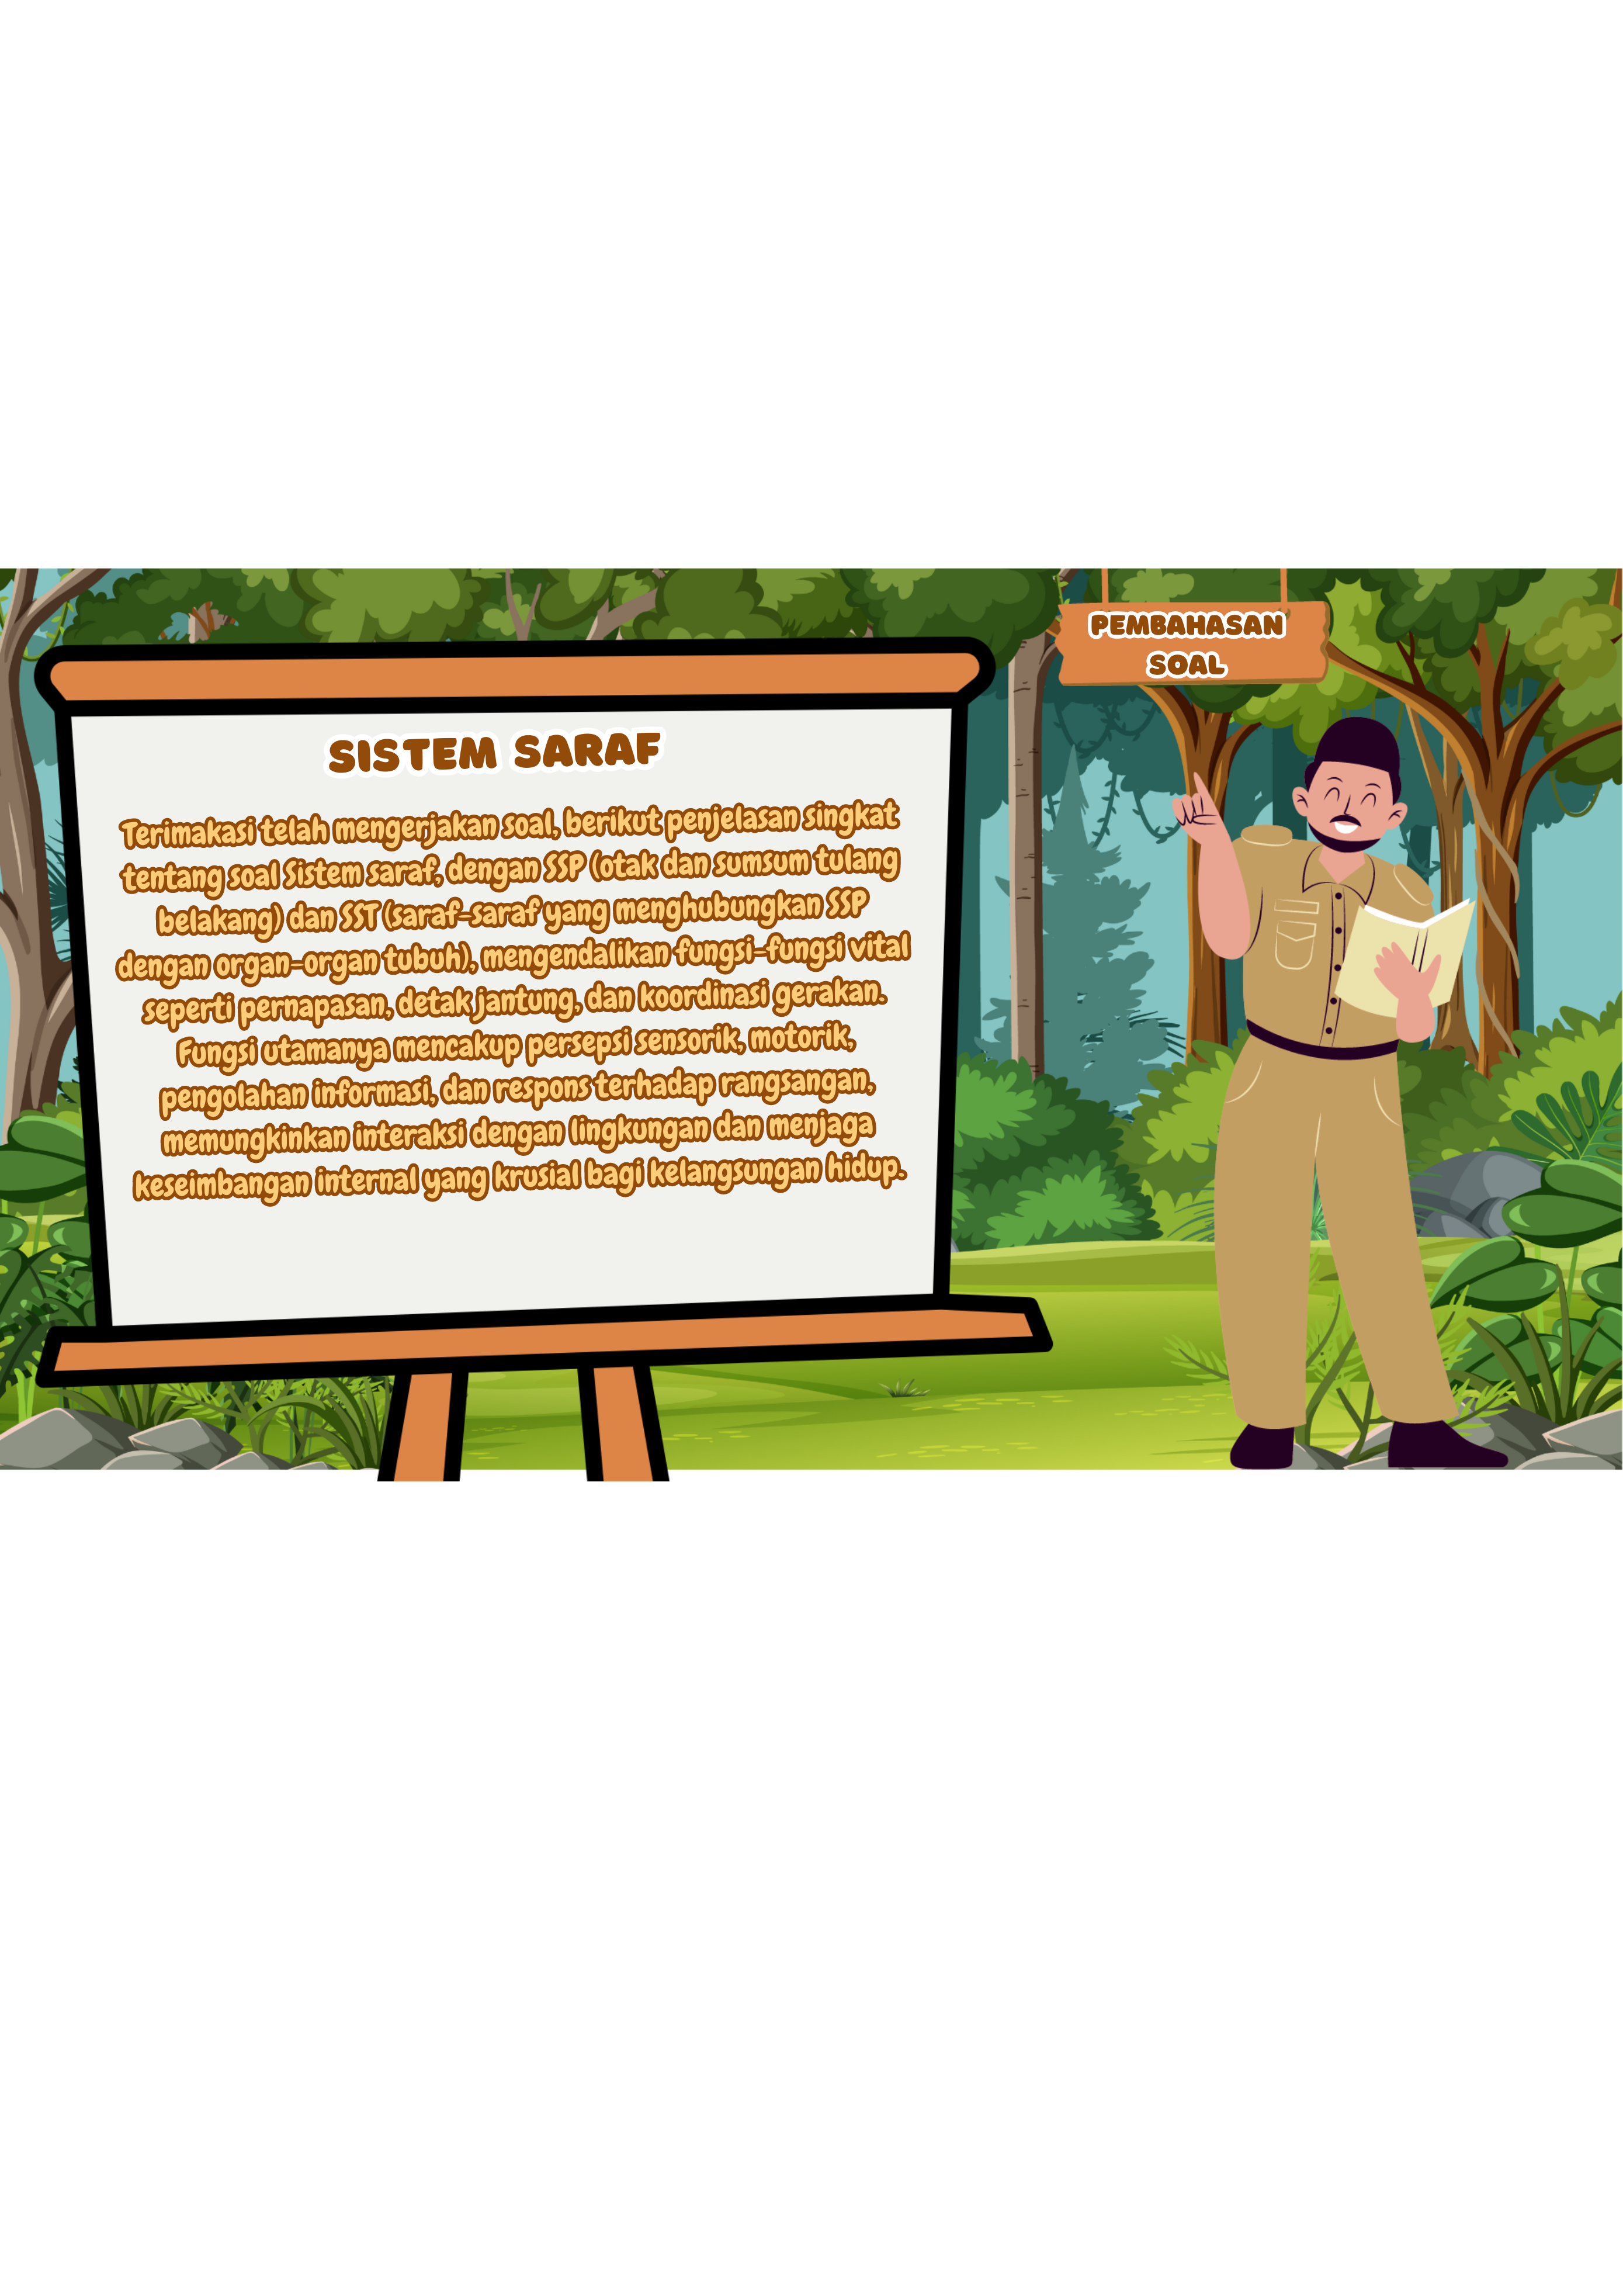 PEMBAHASAN
SOAL
SISTEM SARAF
Terimakasi telah mengerjakan soal, berikut penjelasan singkat
tentang soal Sistem saraf, dengan SSP (otak dan sumsum tulang
belakang) dan SST (saraf-saraf yang menghubungkan SSP
dengan organ-organ tubuh), mengendalikan fungsi-fungsi vital
seperti pernapasan, detak jantung, dan koordinasi gerakan.
Fungsi utamanya mencakup persepsi sensorik, motorik,
pengolahan informasi, dan respons terhadap rangsangan,
memungkinkan interaksi dengan lingkungan dan menjaga
keseimbangan internal yang krusial bagi kelangsungan hidup.